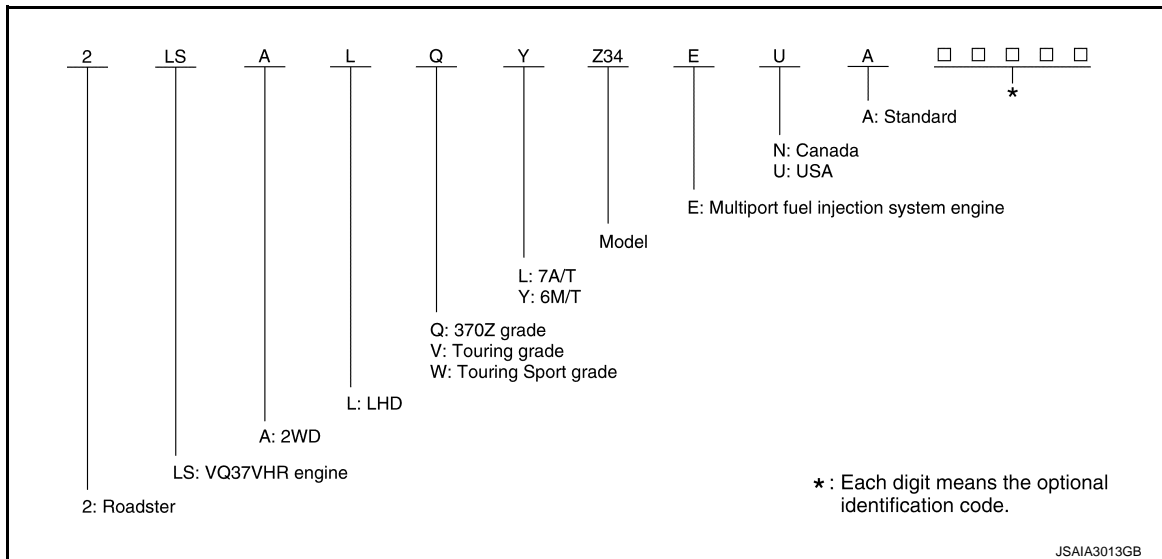 2 LS A L Q Y Z34 E U A □ □ □ □ □
*
A: Standard
N: Canada
U: USA
E: Multiport fuel injection system engine
Model
L: 7A/T
Y: 6M/T
Q: 370Z grade
V: Touring grade
W: Touring Sport grade
L: LHD
A: 2WD
LS: VQ37VHR engine
2: Roadster
* : Each digit means the optional
identification code.
JSAIA3013GB